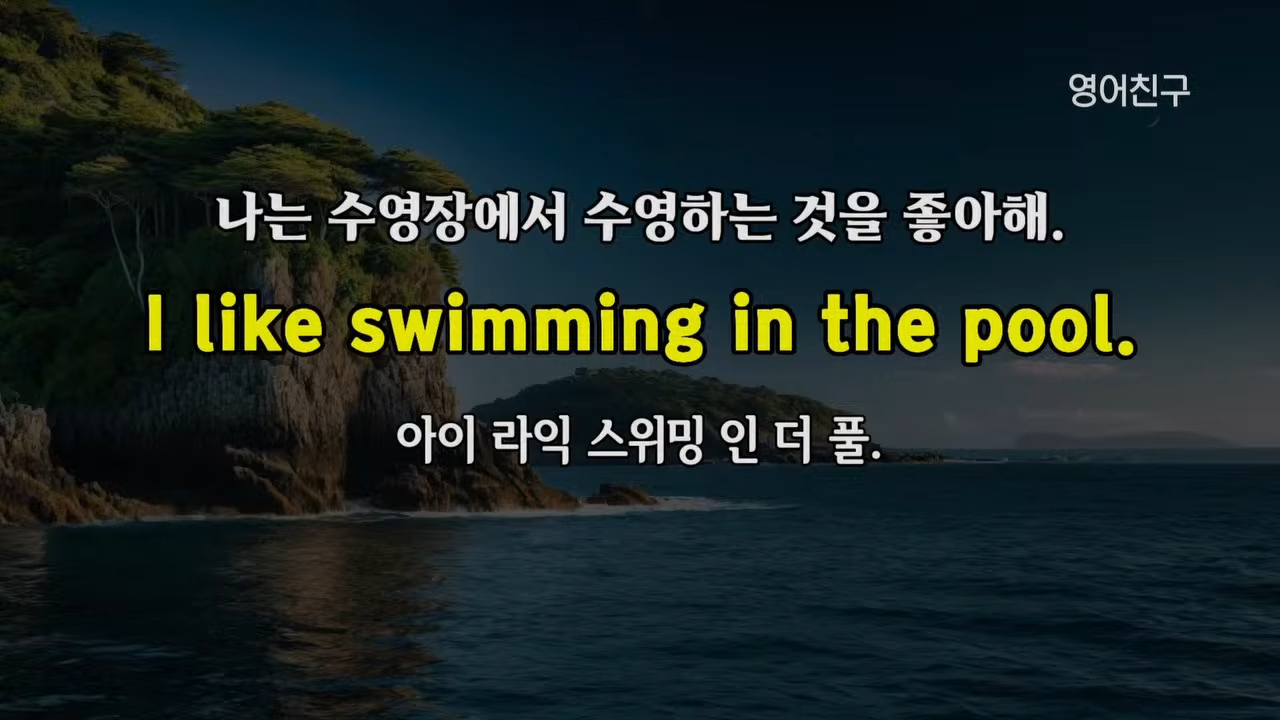 영어친구
나는 수영장에서 수영하는 것을 좋아해.
I like swimming in the pool.
아이 라익 스위밍 인 더 풀.